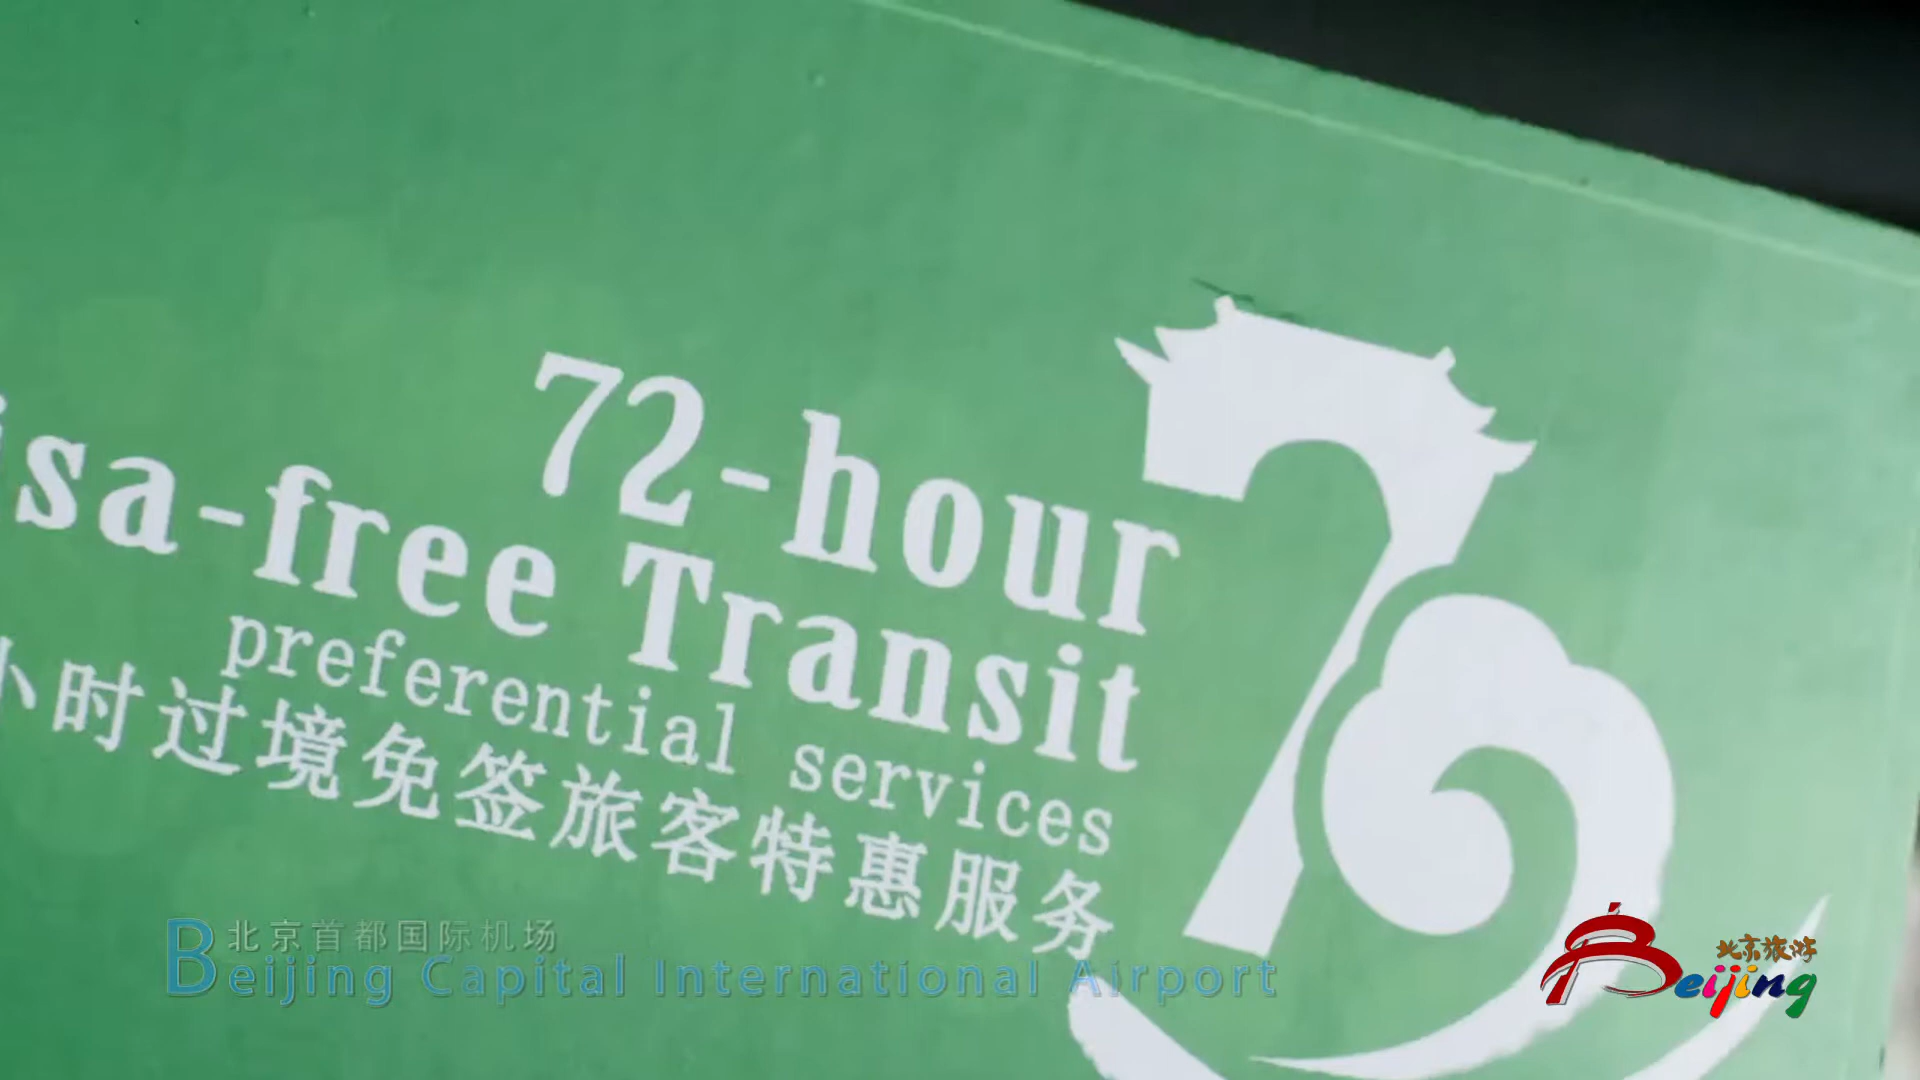 72-hour
isa-free Transit
preferential services
小时过境免签旅客特惠服务
北京首都国际机场
Beijing Capital International Airport
北京旅游
Beijing